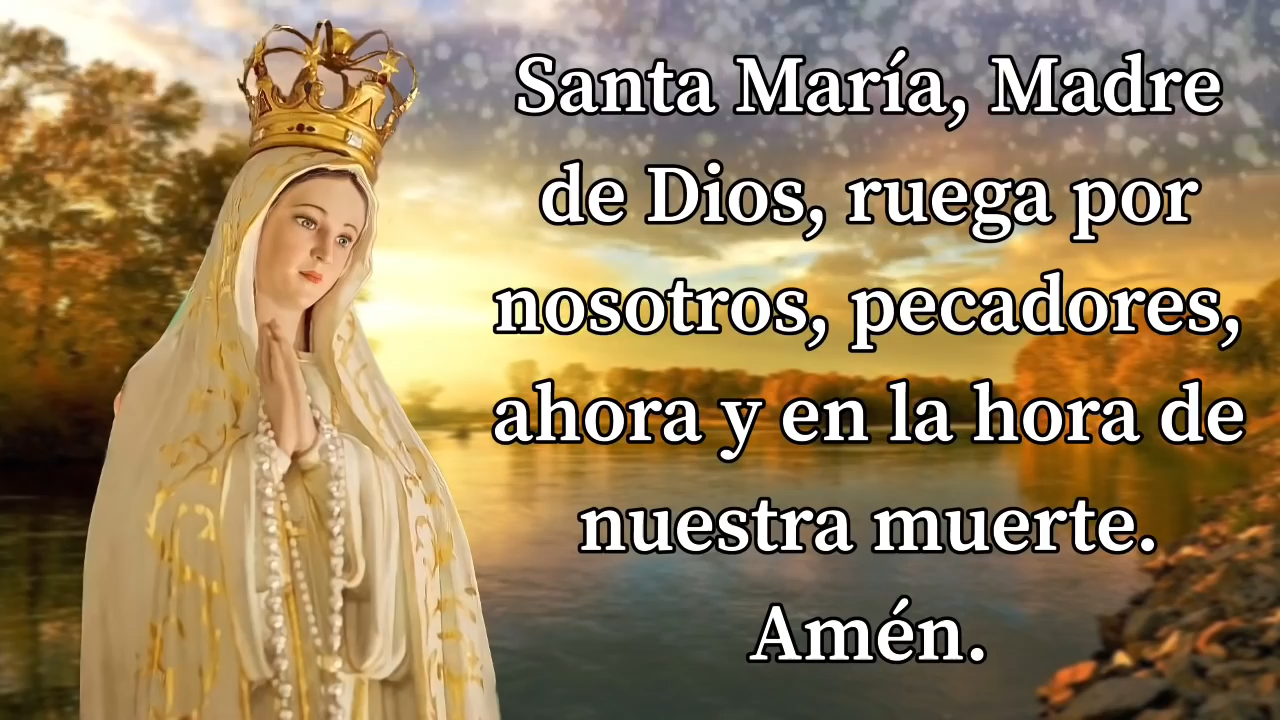 Santa María, Madre
de Dios, ruega por
nosotros, pecadores,
ahora y en la hora de
nuestra muerte.
Amén.